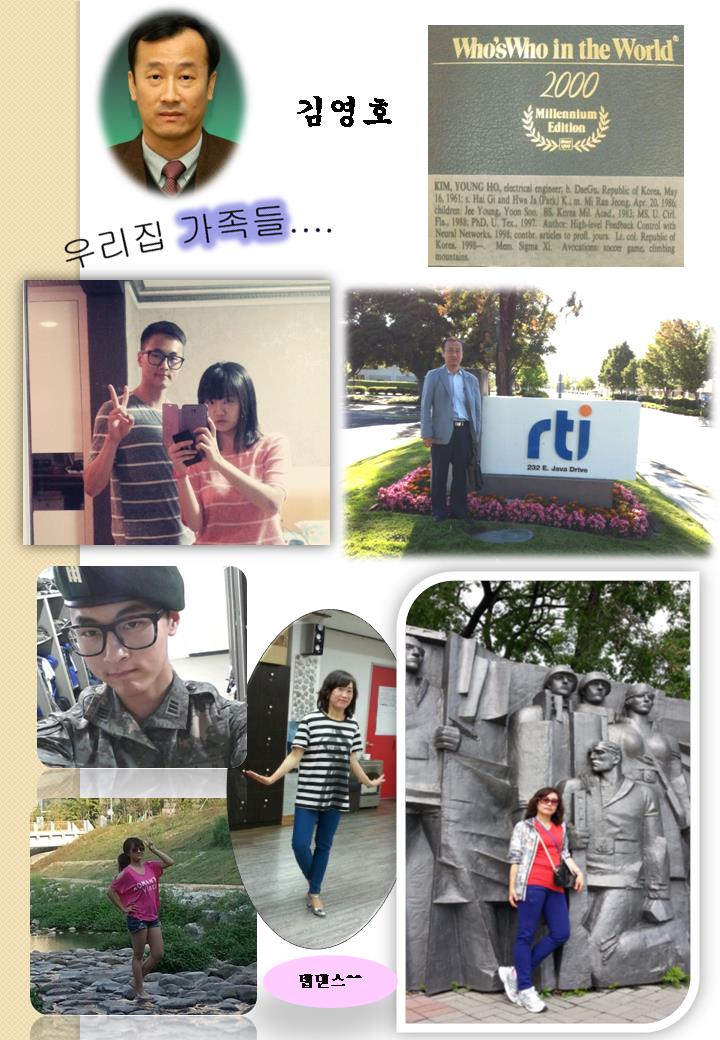 김영호
Who'sWho in the World®
2000
Millennium
Edition
KIM, YOUNG HO, electrical engineer; b. DaeGu, Republic of Korea, May
16, 1961; s. Hai Gi and Hwa Ja (Park) K.; m. Mi Ran Jeong, Apr. 20, 1986;
children: Jee Young, Yoon Soo. BS, Korea Mil. Acad., 1983; MS, U. Ctrl.
Fla., 1988; PhD, U. Tex., 1997. Author: High-level Feedback Control with
Neural Networks, 1998; contbr. articles to profl. jours. Lt. col. Republic of
Korea, 1998—. Mem. Sigma Xi. Avocations: soccer game, climbing
mountains.
우리집 가족들....
rti
232 E. Java Drive
탭댄스^^